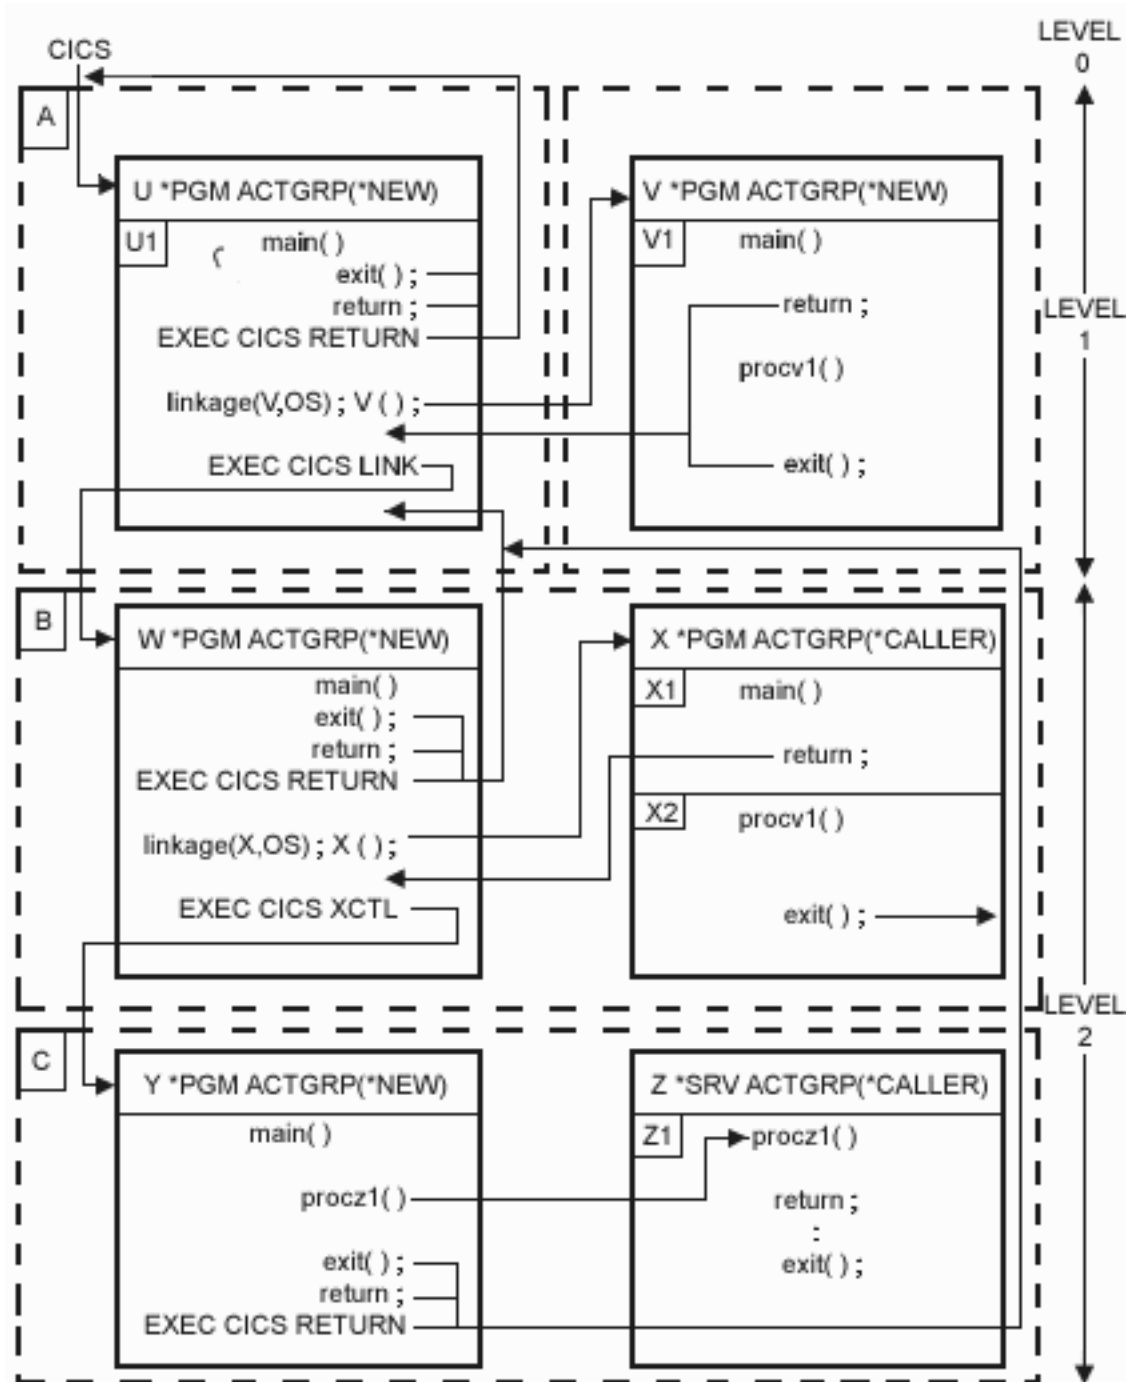 CICS
LEVEL
0
A
U *PGM ACTGRP(*NEW)
U1
main( )
exit( ) ;
return ;
EXEC CICS RETURN
linkage(V,OS) ; V ( ) ;
EXEC CICS LINK
V *PGM ACTGRP(*NEW)
V1
main( )
return ;
procv1( )
exit( ) ;
LEVEL
1
B
W *PGM ACTGRP(*NEW)
main( )
exit( ) ;
return ;
EXEC CICS RETURN
linkage(X,OS) ; X ( ) ;
EXEC CICS XCTL
X *PGM ACTGRP(*CALLER)
X1
main( )
return ;
X2
procv1( )
exit( ) ;
LEVEL
2
C
Y *PGM ACTGRP(*NEW)
main( )
procz1( )
exit( ) ;
return ;
EXEC CICS RETURN
Z *SRV ACTGRP(*CALLER)
Z1
procz1( )
return ;
:
exit( ) ;